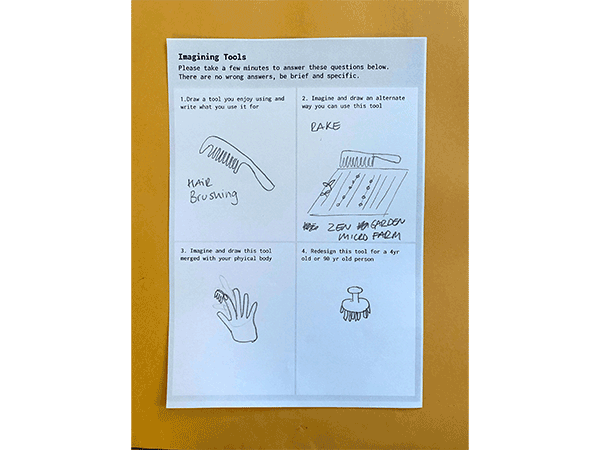 Imagining Tools
Please take a few minutes to answer these questions below.
There are no wrong answers, be brief and specific.
1.Draw a tool you enjoy using and
write what you use it for
HAIR
Brushing
2. Imagine and draw an alternate
way you can use this tool
RAKE
ZEN GARDEN
MICRO FARM
3. Imagine and draw this tool
merged with your phyical body
4. Redesign this tool for a 4yr
old or 90 yr old person